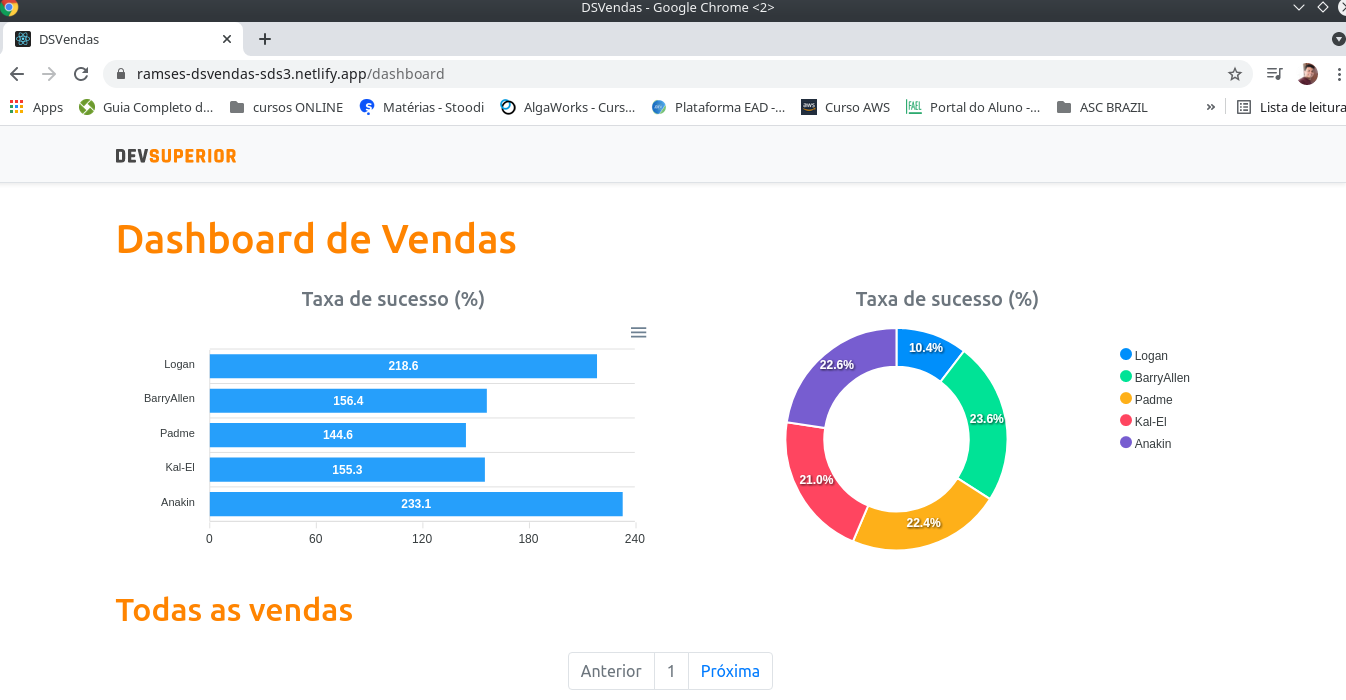 DSVendas - Google Chrome <2>
DSVendas
ramses-dsvendas-sds3.netlify.app/dashboard
Apps Guia Completo d... cursos ONLINE Matérias - Stoodi AlgaWorks - Curs... Plataforma EAD -... aws Curso AWS FAEL Portal do Aluno -... ASC BRAZIL » Lista de leitura
DEVSUPERIOR
Dashboard de Vendas
Taxa de sucesso (%)
Logan 218.6
BarryAllen 156.4
Padme 144.6
Kal-El 155.3
Anakin 233.1
0 60 120 180 240
Taxa de sucesso (%)
10.4%
23.6%
22.4%
21.0%
22.6%
Logan
BarryAllen
Padme
Kal-El
Anakin
Todas as vendas
Anterior 1 Próxima